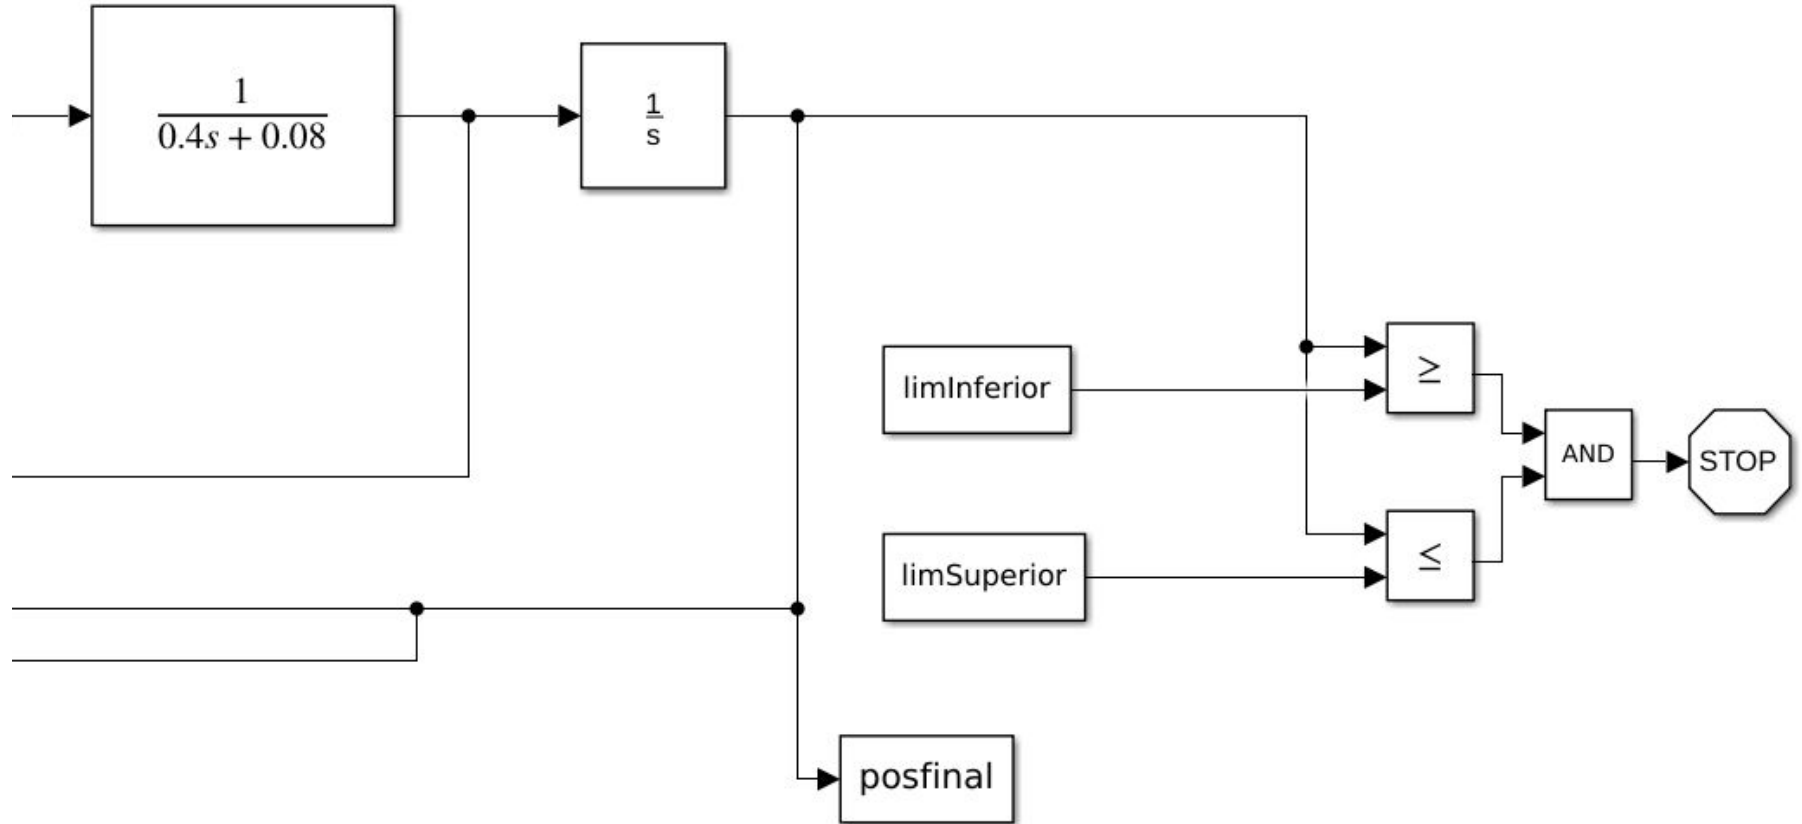 1
0.4s + 0.08
1
s
limInferior
≥
AND
STOP
limSuperior
≤
posfinal